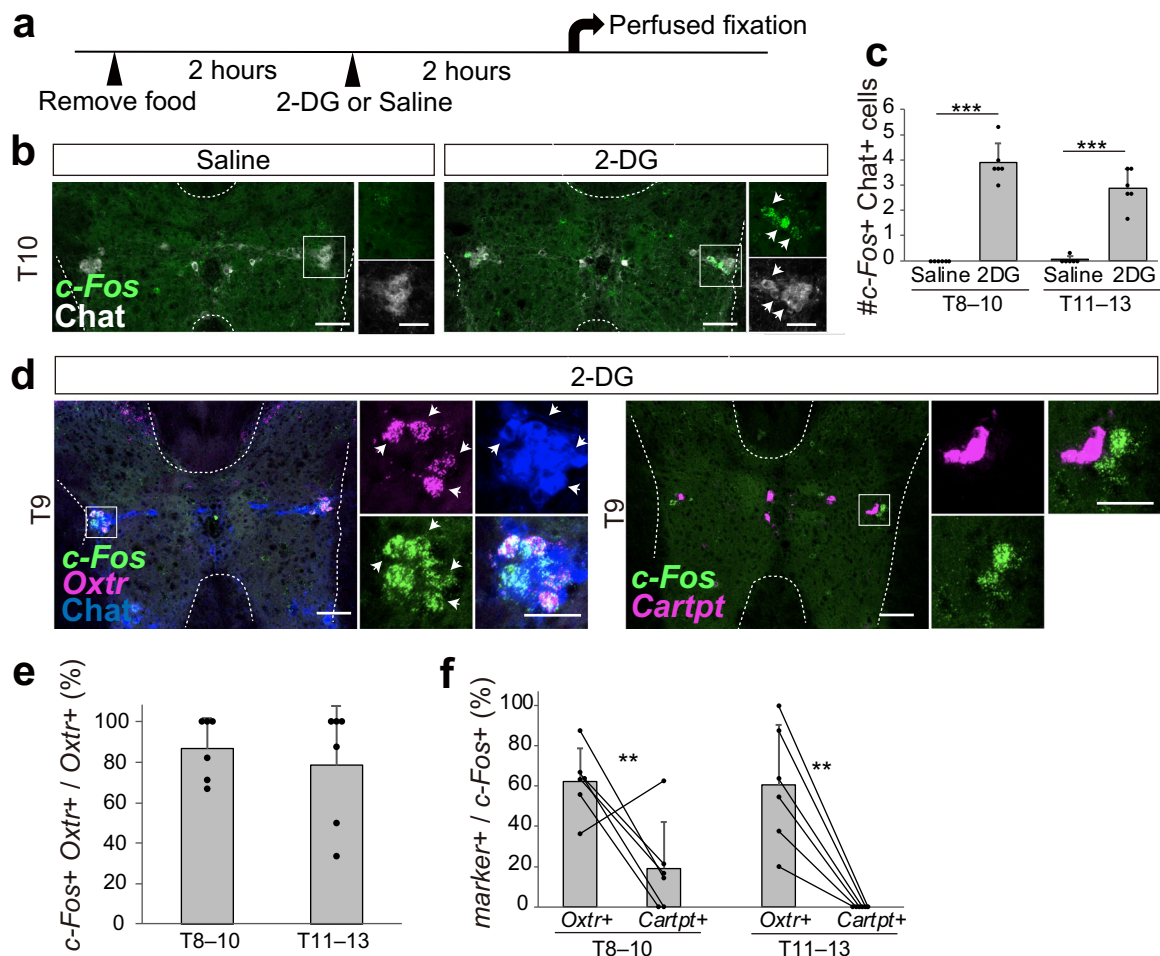 a
Perfused fixation
2 hours
2 hours
Remove food
2-DG or Saline
b
Saline
2-DG
T10
c-Fos
Chat
c
#c-Fos+ Chat+ cells
6
5
4
3
2
1
0
***
***
Saline 2DG
Saline 2DG
T8–10
T11–13
d
2-DG
T9
c-Fos
Oxtr
Chat
T9
c-Fos
Cartpt
e
c-Fos+ Oxtr+ / Oxtr+ (%)
100
80
60
40
20
0
T8–10
T11–13
f
marker+ / c-Fos+ (%)
100
80
60
40
20
0
**
**
Oxtr+ Cartpt+
Oxtr+ Cartpt+
T8–10
T11–13